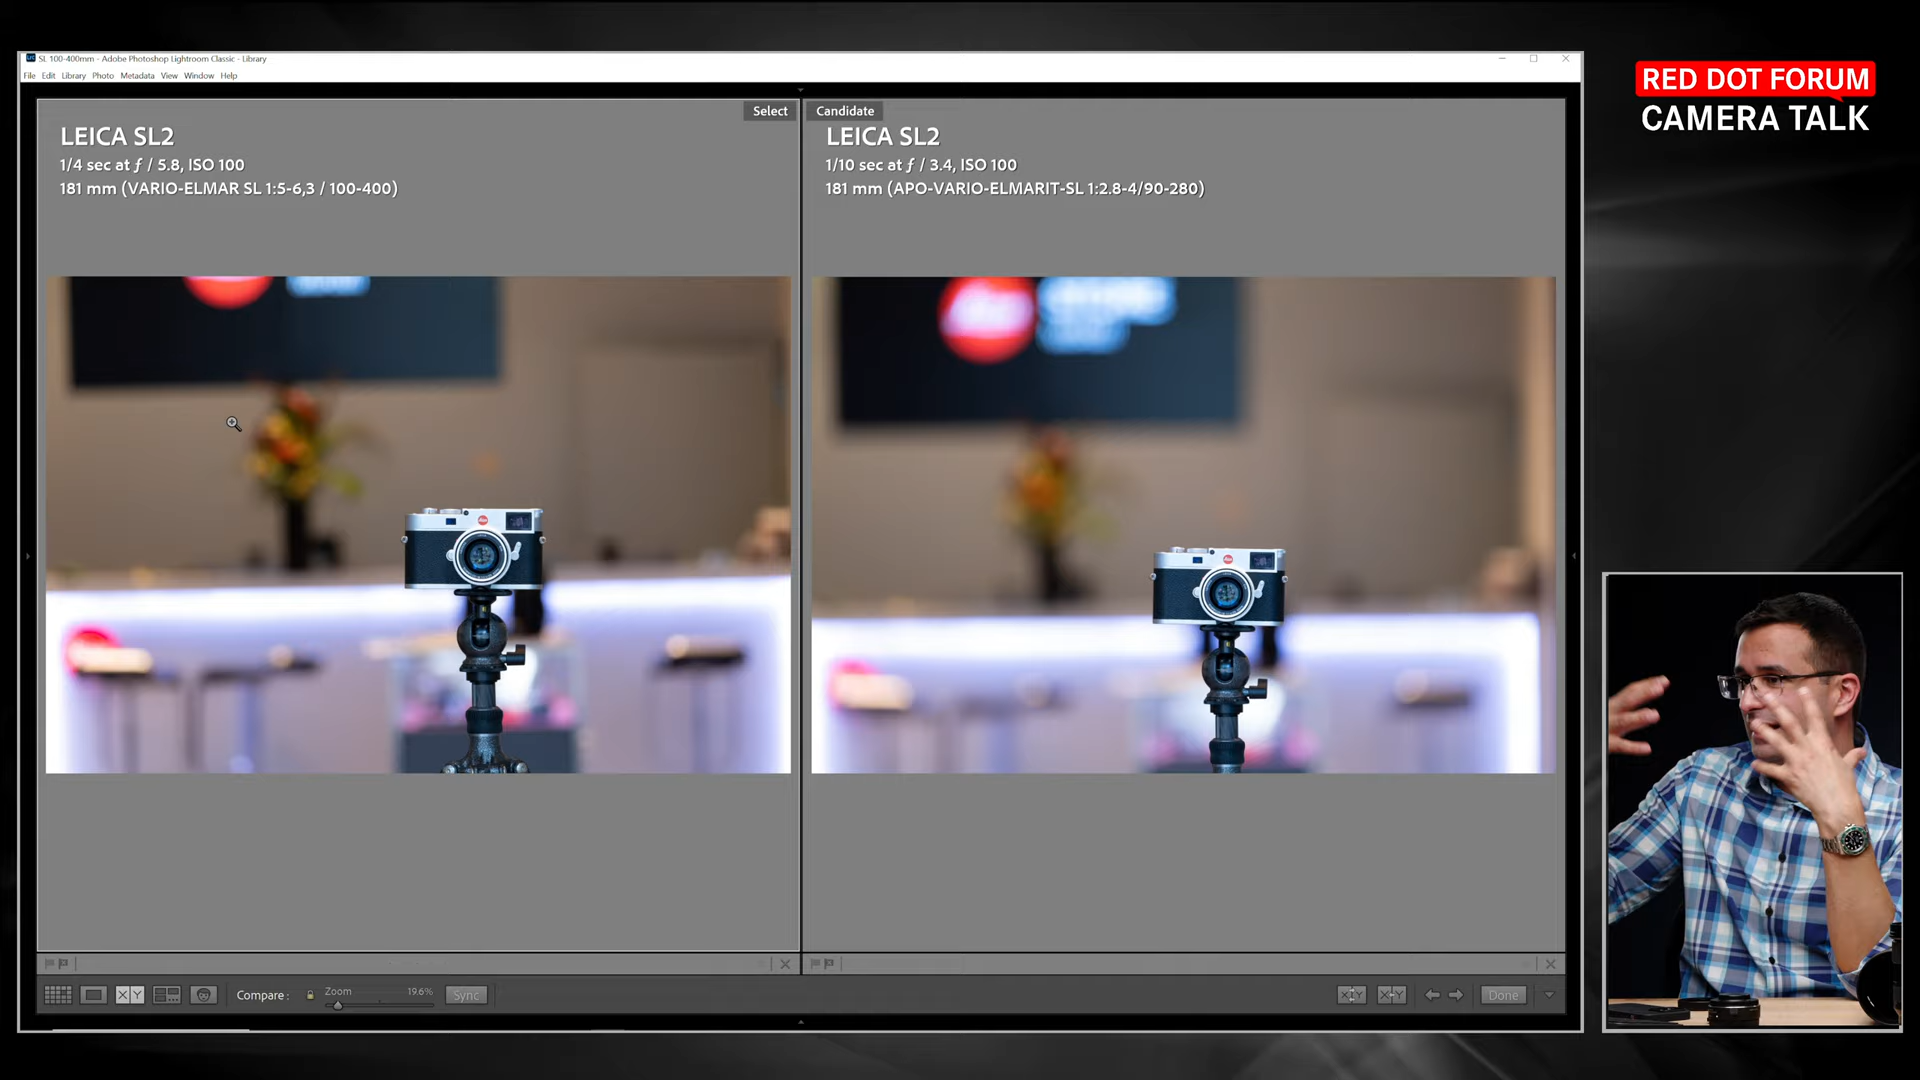 SL 100-400mm - Adobe Photoshop Lightroom Classic - Library
File Edit Library Photo Metadata View Window Help
RED DOT FORUM
CAMERA TALK
Select
LEICA SL2
1/4 sec at ƒ / 5.8, ISO 100
181 mm (VARIO-ELMAR SL 1:5-6,3 / 100-400)
Candidate
LEICA SL2
1/10 sec at ƒ / 3.4, ISO 100
181 mm (APO-VARIO-ELMARIT-SL 1:2.8-4/90-280)
X Y
Compare :
Zoom
19.6%
Sync
Done